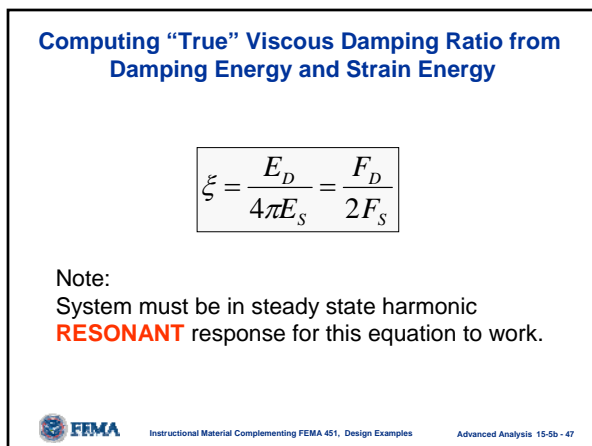 Computing “True” Viscous Damping Ratio from
Damping Energy and Strain Energy
ξ = E_D / 4πE_S = F_D / 2F_S
Note:
System must be in steady state harmonic
RESONANT response for this equation to work.
FEMA Instructional Material Complementing FEMA 451, Design Examples Advanced Analysis 15-5b - 47